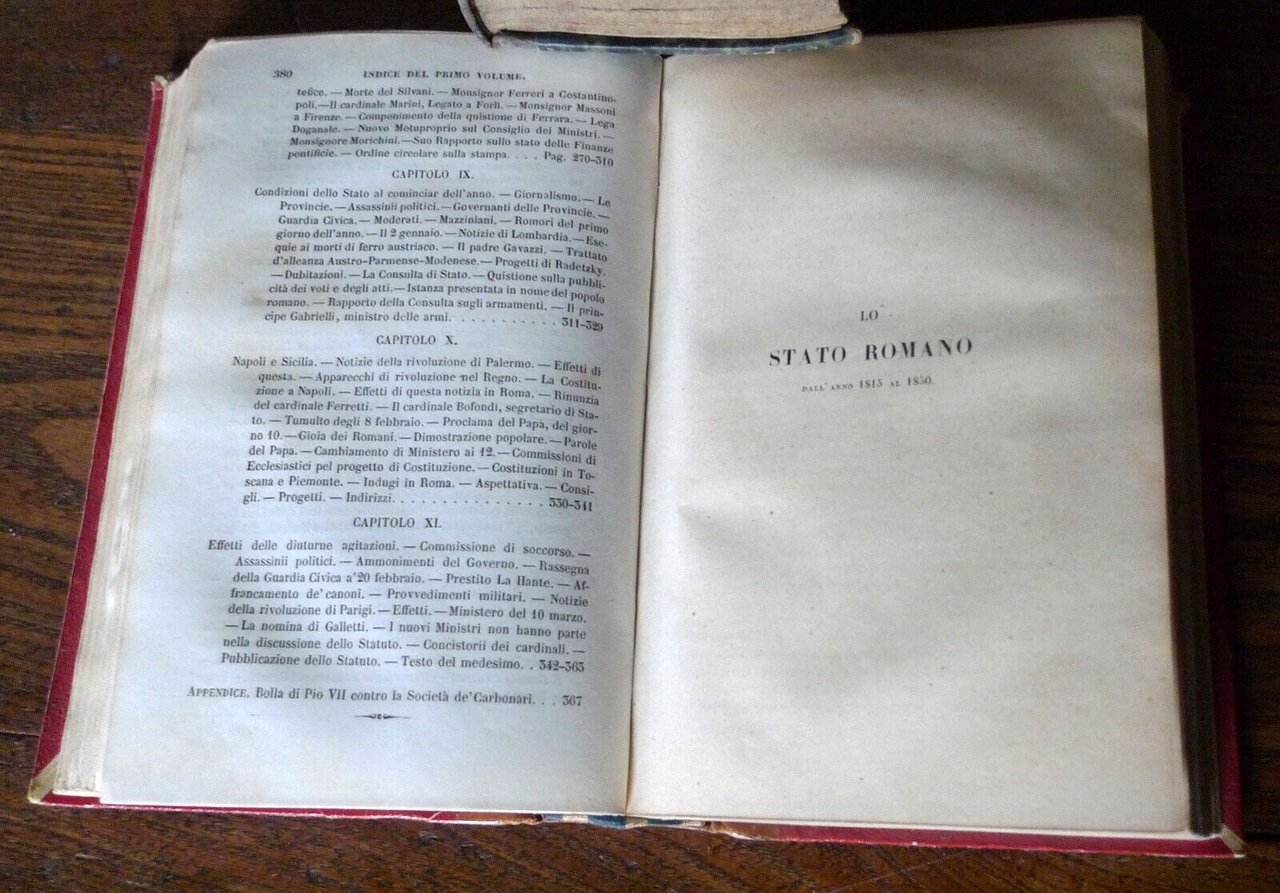 380 INDICE DEL PRIMO VOLUME.
tefice. — Morte del Silvani. — Monsignor Ferreri a Costantino-
poli. — Il cardinale Marini, Legato a Forlì. — Monsignor Massoni
a Firenze. — Componimento della quistione di Ferrara. — Lega
Doganale. — Nuovo Motuproprio sul Consiglio dei Ministri. —
Monsignore Morichini. — Suo Rapporto sullo stato delle Finanze
pontificie. — Ordine circolare sulla stampa. . . . Pag. 270-310
CAPITOLO IX.
Condizioni dello Stato al cominciar dell'anno. — Giornalismo. — Le
Provincie. — Assassinii politici. — Governanti delle Provincie. —
Guardia Civica. — Moderati. — Mazziniani. — Romori del primo
giorno dell'anno. — Il 2 gennaio. — Notizie di Lombardia. — Ese-
quie ai morti di ferro austriaco. — Il padre Gavazzi. — Trattato
d'alleanza Austro-Parmense-Modenese. — Progetti di Radetzky.
— Dubitazioni. — La Consulta di Stato. — Quistione sulla pubbli-
cità dei voti e degli atti. — Istanza presentata in nome del popolo
romano. — Rapporto della Consulta sugli armamenti. — Il prin-
cipe Gabrielli, ministro delle armi. . . . . . . . . . . 311-329
CAPITOLO X.
Napoli e Sicilia. — Notizie della rivoluzione di Palermo. — Effetti di
questa. — Apparecchi di rivoluzione nel Regno. — La Costitu-
zione a Napoli. — Effetti di questa notizia in Roma. — Rinunzia
del cardinale Ferretti. — Il cardinale Bofondi, segretario di Sta-
to. — Tumulto degli 8 febbraio. — Proclama del Papa, del gior-
no 10. — Gioia dei Romani. — Dimostrazione popolare. — Parole
del Papa. — Cambiamento di Ministero ai 12. — Commissioni di
Ecclesiastici pel progetto di Costituzione. — Costituzioni in To-
scana e Piemonte. — Indugi in Roma. — Aspettativa. — Consi-
gli. — Progetti. — Indirizzi. . . . . . . . . . . . . . 330-341
CAPITOLO XI.
Effetti delle diuturne agitazioni. — Commissione di soccorso. —
Assassinii politici. — Ammonimenti del Governo. — Rassegna
della Guardia Civica a'20 febbraio. — Prestito La Hante. — Af-
francamento de'canoni. — Provvedimenti militari. — Notizie
della rivoluzione di Parigi. — Effetti. — Ministero del 10 marzo.
— La nomina di Galletti. — I nuovi Ministri non hanno parte
nella discussione dello Statuto. — Concistorii dei cardinali. —
Pubblicazione dello Statuto. — Testo del medesimo. . 342-363
APPENDICE. Bolla di Pio VII contro la Società de'Carbonari. . . 367
LO
STATO ROMANO
DALL'ANNO 1815 AL 1850.